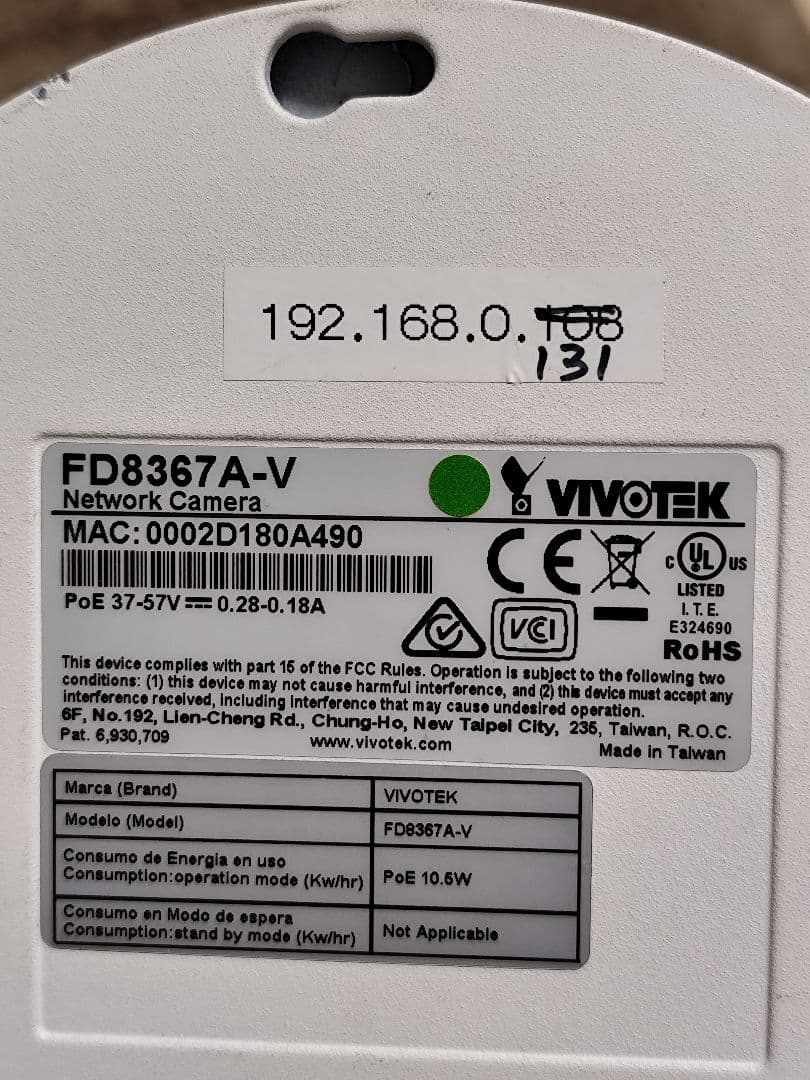 192.168.0.108
131
FD8367A-V
Network Camera
VIVOTEK
MAC: 0002D180A490
CE
C UL US
LISTED
I.T.E.
E324690
RoHS
PoE 37-57V ⎓ 0.28-0.18A
VCI
This device complies with part 15 of the FCC Rules. Operation is subject to the following two
conditions: (1) this device may not cause harmful interference, and (2) this device must accept any
interference received, including interference that may cause undesired operation.
6F, No.192, Lien-Cheng Rd., Chung-Ho, New Taipei City, 235, Taiwan, R.O.C.
Pat. 6,930,709
www.vivotek.com
Made in Taiwan
Marca (Brand) VIVOTEK
Modelo (Model) FD8367A-V
Consumo de Energia en uso
Consumption:operation mode (Kw/hr) PoE 10.5W
Consumo en Modo de espera
Consumption:stand by mode (Kw/hr) Not Applicable